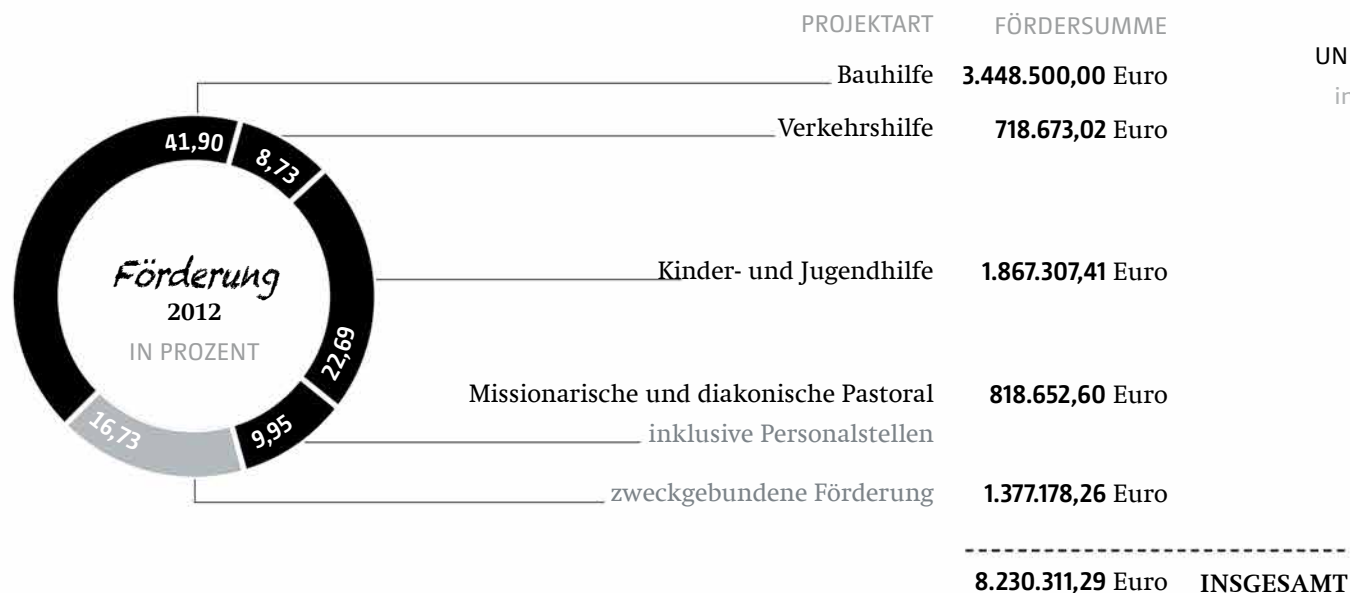 PROJEKTART FÖRDERSUMME
Bauhilfe 3.448.500,00 Euro
Verkehrshilfe 718.673,02 Euro
Kinder- und Jugendhilfe 1.867.307,41 Euro
Missionarische und diakonische Pastoral 818.652,60 Euro
inklusive Personalstellen
zweckgebundene Förderung 1.377.178,26 Euro
8.230.311,29 Euro INSGESAMT
41,90
8,73
22,69
9,95
16,73
Förderung
2012
IN PROZENT